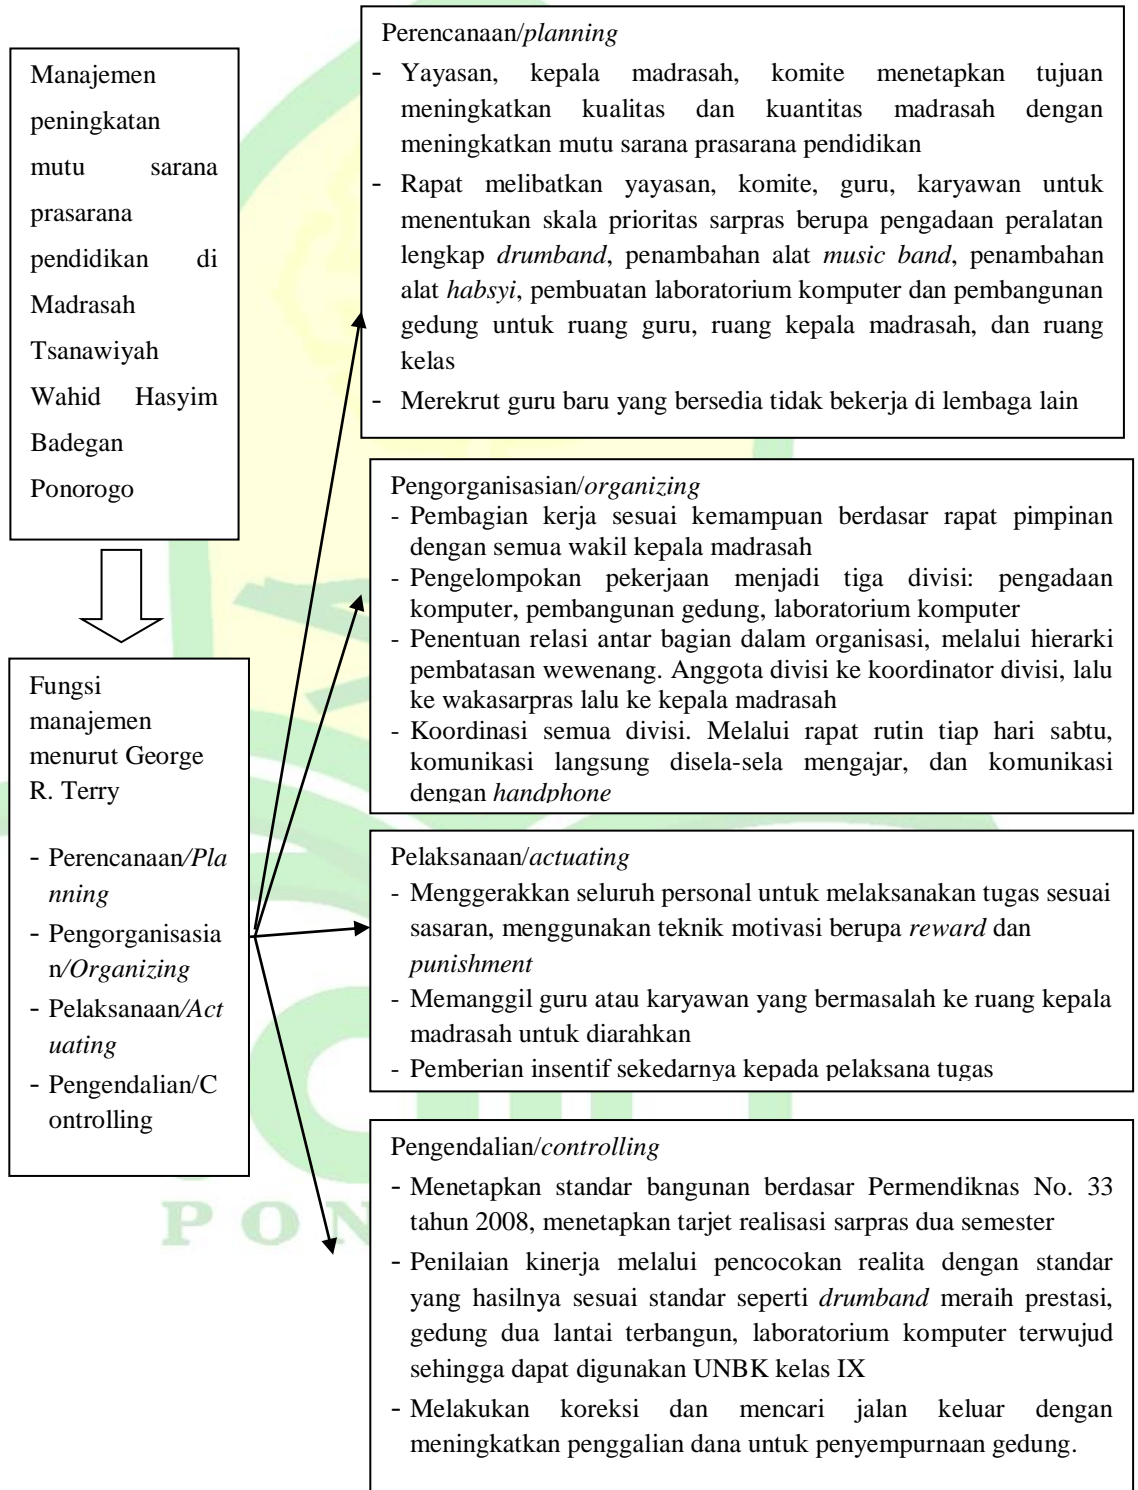 Manajemen
peningkatan
mutu sarana
prasarana
pendidikan di
Madrasah
Tsanawiyah
Wahid Hasyim
Badegan
Ponorogo
Fungsi
manajemen
menurut George
R. Terry
- Perencanaan/Pla
nning
- Pengorganisasia
n/Organizing
- Pelaksanaan/Act
uating
- Pengendalian/C
ontrolling
Perencanaan/planning
- Yayasan, kepala madrasah, komite menetapkan tujuan
meningkatkan kualitas dan kuantitas madrasah dengan
meningkatkan mutu sarana prasarana pendidikan
- Rapat melibatkan yayasan, komite, guru, karyawan untuk
menentukan skala prioritas sarpras berupa pengadaan peralatan
lengkap drumband, penambahan alat music band, penambahan
alat habsyi, pembuatan laboratorium komputer dan pembangunan
gedung untuk ruang guru, ruang kepala madrasah, dan ruang
kelas
- Merekrut guru baru yang bersedia tidak bekerja di lembaga lain
Pengorganisasian/organizing
- Pembagian kerja sesuai kemampuan berdasar rapat pimpinan
dengan semua wakil kepala madrasah
- Pengelompokan pekerjaan menjadi tiga divisi: pengadaan
komputer, pembangunan gedung, laboratorium komputer
- Penentuan relasi antar bagian dalam organisasi, melalui hierarki
pembatasan wewenang. Anggota divisi ke koordinator divisi, lalu
ke wakasarpras lalu ke kepala madrasah
- Koordinasi semua divisi. Melalui rapat rutin tiap hari sabtu,
komunikasi langsung disela-sela mengajar, dan komunikasi
dengan handphone
Pelaksanaan/actuating
- Menggerakkan seluruh personal untuk melaksanakan tugas sesuai
sasaran, menggunakan teknik motivasi berupa reward dan
punishment
- Memanggil guru atau karyawan yang bermasalah ke ruang kepala
madrasah untuk diarahkan
- Pemberian insentif sekedarnya kepada pelaksana tugas
Pengendalian/controlling
- Menetapkan standar bangunan berdasar Permendiknas No. 33
tahun 2008, menetapkan tarjet realisasi sarpras dua semester
- Penilaian kinerja melalui pencocokan realita dengan standar
yang hasilnya sesuai standar seperti drumband meraih prestasi,
gedung dua lantai terbangun, laboratorium komputer terwujud
sehingga dapat digunakan UNBK kelas IX
- Melakukan koreksi dan mencari jalan keluar dengan
meningkatkan penggalian dana untuk penyempurnaan gedung.
PON